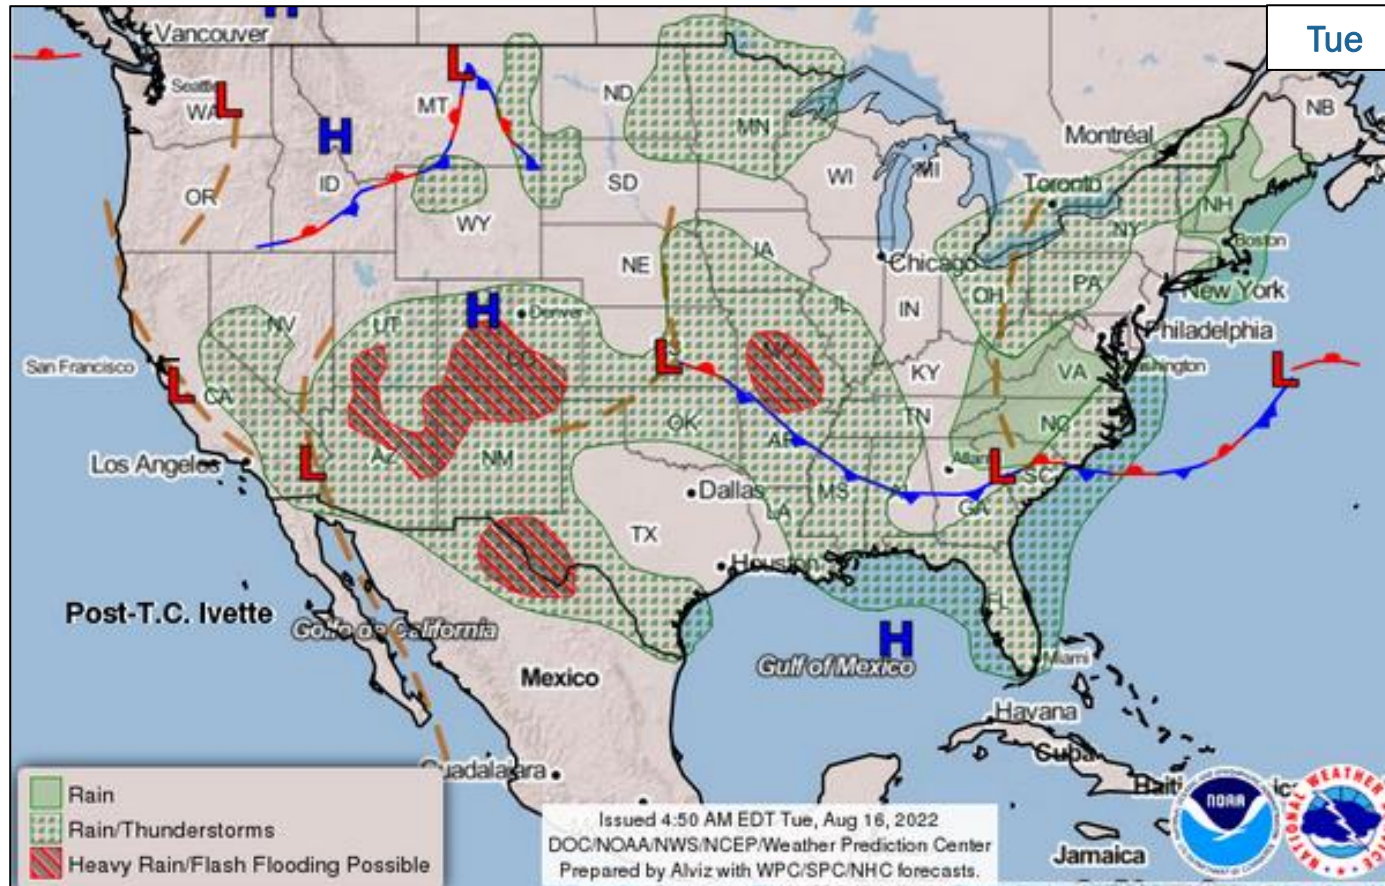 Tue
Vancouver
Seattle
WA
L
MT
L
H
H
ND
MN
Montréal
NB
OR
ID
WY
SD
WI
MI
Toronto
NH
NY
Boston
NE
IA
Chicago
NV
UT
H
Denver
IL
IN
OH
PA
New York
San Francisco
L
CA
CO
L
MO
KY
VA
Philadelphia
Washington
L
Los Angeles
L
AZ
NM
OK
AR
TN
NC
L
SC
Dallas
MS
GA
LA
TX
Houston
FL
Post-T.C. Ivette
Golfo de California
Mexico
H
Gulf of Mexico
Miami
Havana
Cuba
Guadalajara
Jamaica
Rain
Rain/Thunderstorms
Heavy Rain/Flash Flooding Possible
Issued 4:50 AM EDT Tue, Aug 16, 2022
DOC/NOAA/NWS/NCEP/Weather Prediction Center
Prepared by Alviz with WPC/SPC/NHC forecasts.
NOAA
NATIONAL WEATHER